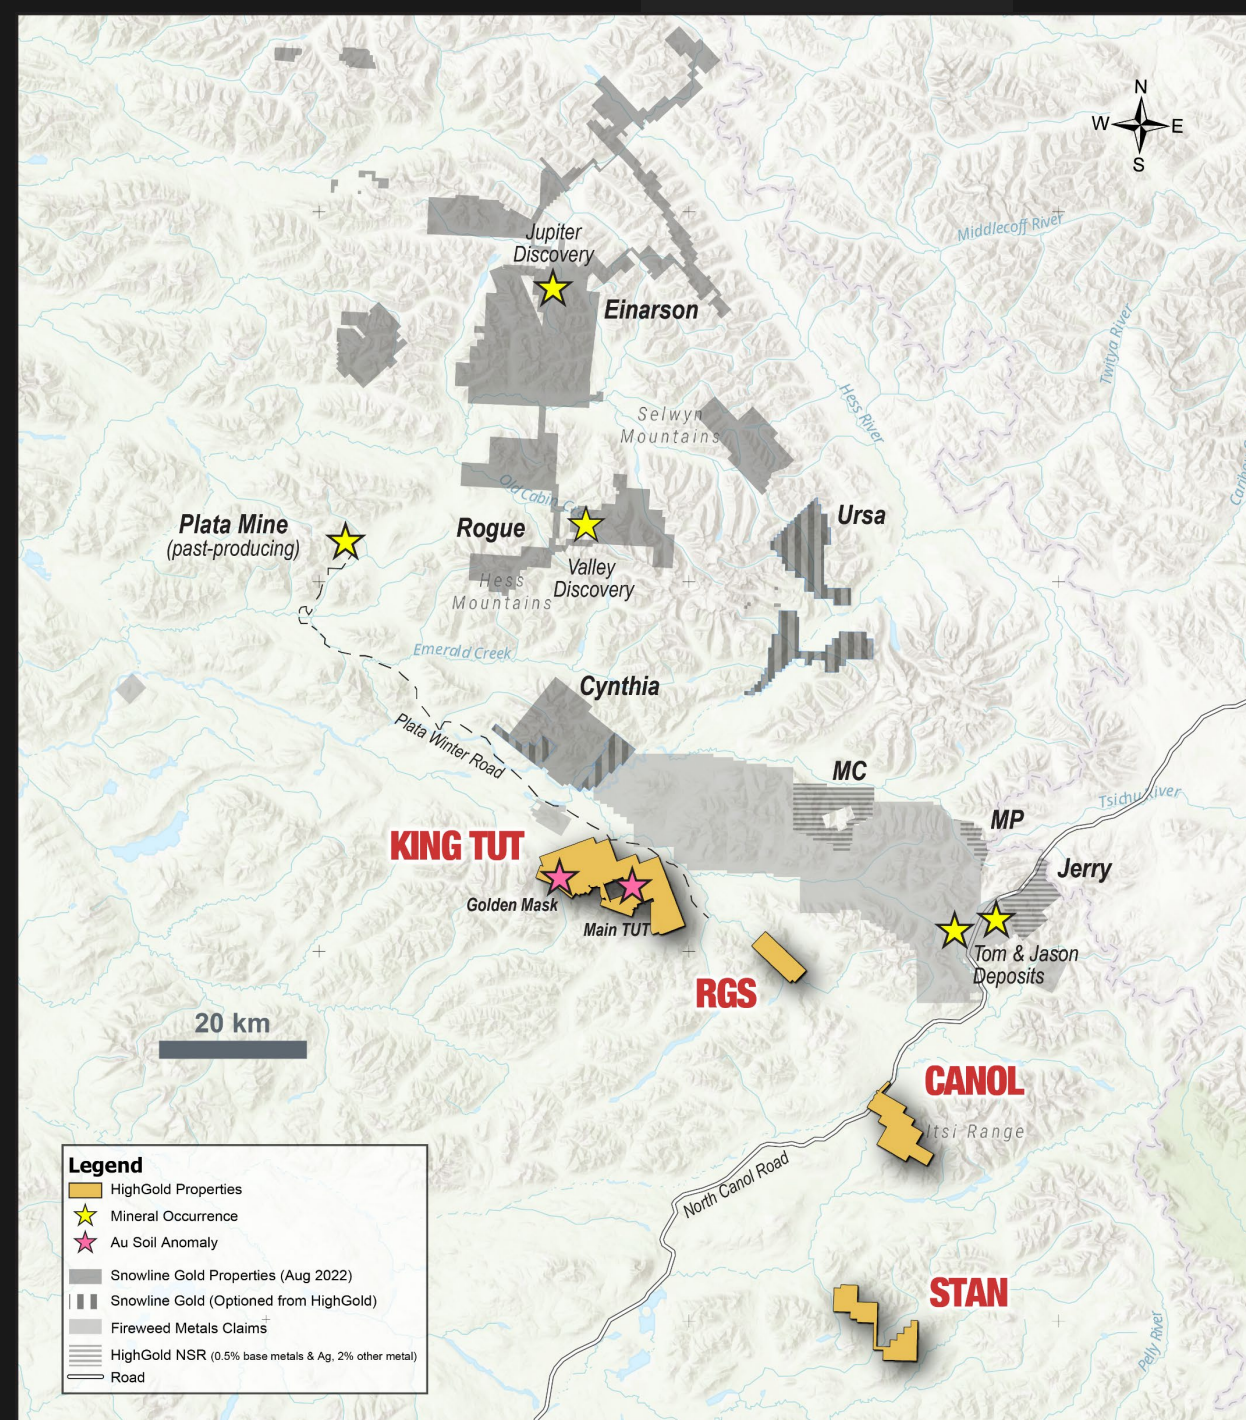 N
W
E
S
Middlecoff River
Jupiter
Discovery
Einarson
Twitya River
Hess River
Selwyn
Mountains
Old Cabin
Ursa
Plata Mine
(past-producing)
Rogue
Valley
Discovery
Hess
Mountains
Emerald Creek
Cynthia
Plata Winter Road
MC
Tsichu River
MP
KING TUT
Jerry
Golden Mask
Main TUT
Tom & Jason
Deposits
RGS
20 km
CANOL
Itsi Range
North Canol Road
STAN
Pelly River
Legend
HighGold Properties
Mineral Occurrence
Au Soil Anomaly
Snowline Gold Properties (Aug 2022)
Snowline Gold (Optioned from HighGold)
Fireweed Metals Claims
HighGold NSR (0.5% base metals & Ag, 2% other metal)
Road